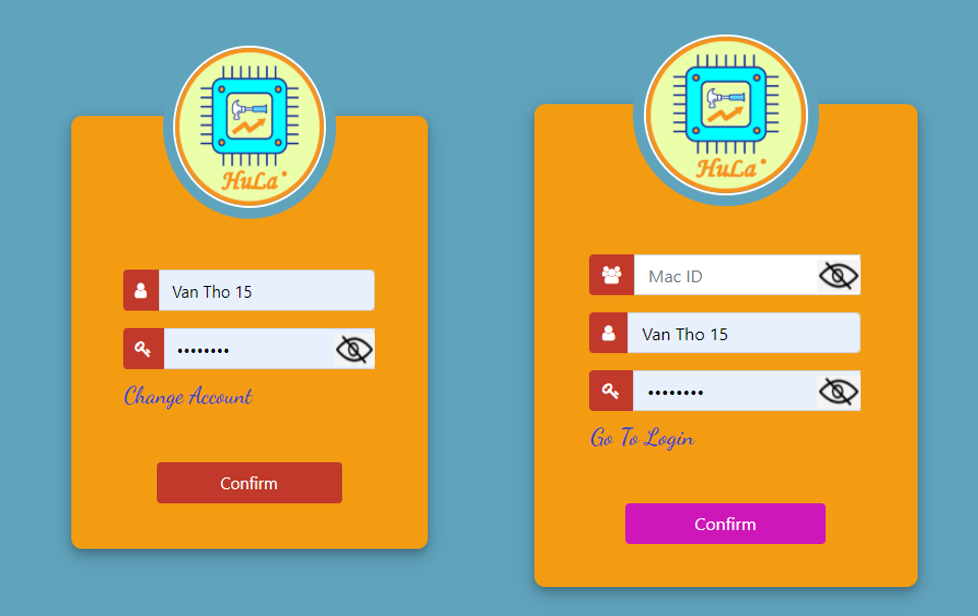 HuLa
Van Tho 15
••••••••
Change Account
Confirm
HuLa
Mac ID
Van Tho 15
••••••••
Go To Login
Confirm